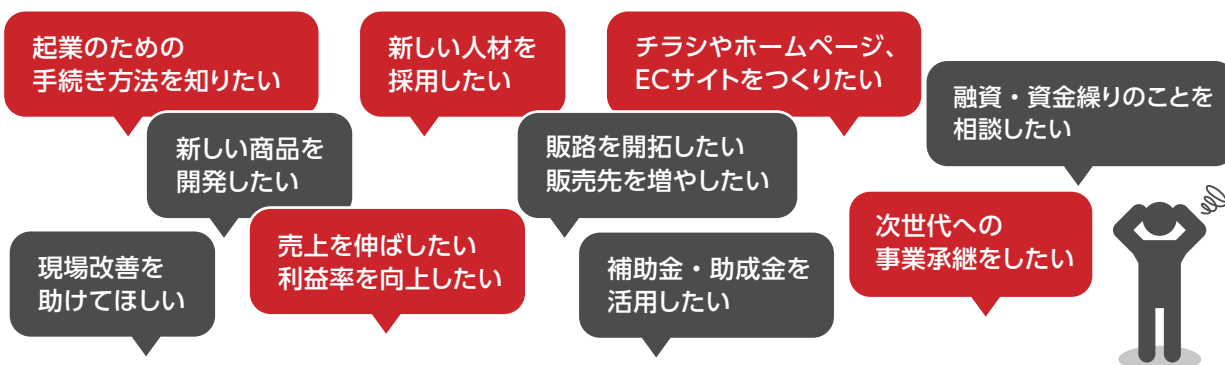 起業のための
手続き方法を知りたい
新しい人材を
採用したい
チラシやホームページ、
ECサイトをつくりたい
融資・資金繰りのことを
相談したい
新しい商品を
開発したい
販路を開拓したい
販売先を増やしたい
次世代への
事業承継をしたい
現場改善を
助けてほしい
売上を伸ばしたい
利益率を向上したい
補助金・助成金を
活用したい